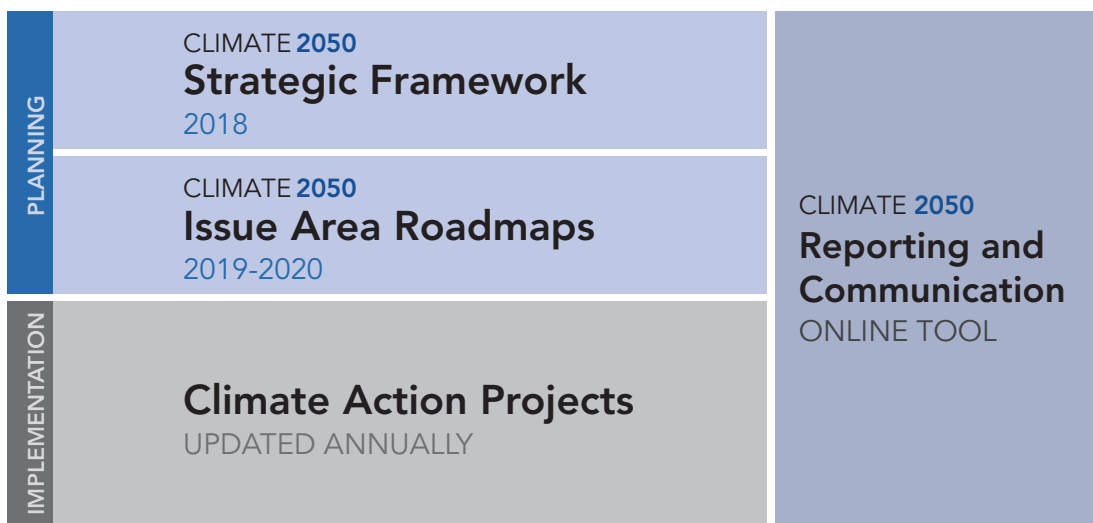 PLANNING
CLIMATE 2050
Strategic Framework
2018
CLIMATE 2050
Issue Area Roadmaps
2019-2020
IMPLEMENTATION
Climate Action Projects
UPDATED ANNUALLY
CLIMATE 2050
Reporting and
Communication
ONLINE TOOL